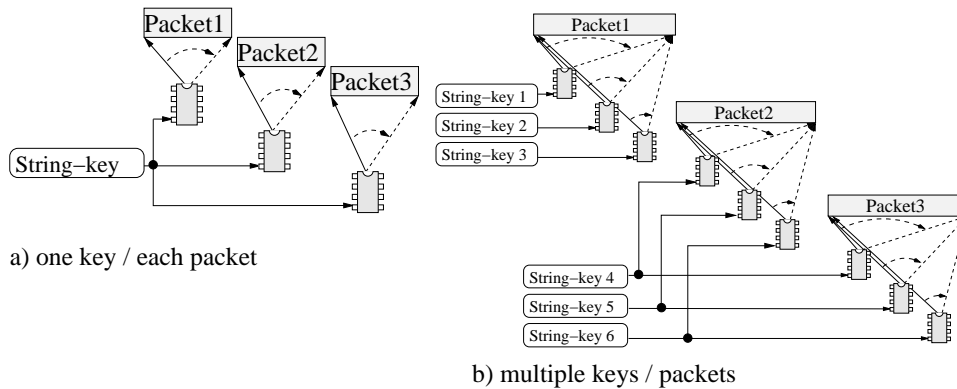 Packet1
Packet2
Packet3
String−key
a) one key / each packet
Packet1
String−key 1
String−key 2
String−key 3
Packet2
Packet3
String−key 4
String−key 5
String−key 6
b) multiple keys / packets